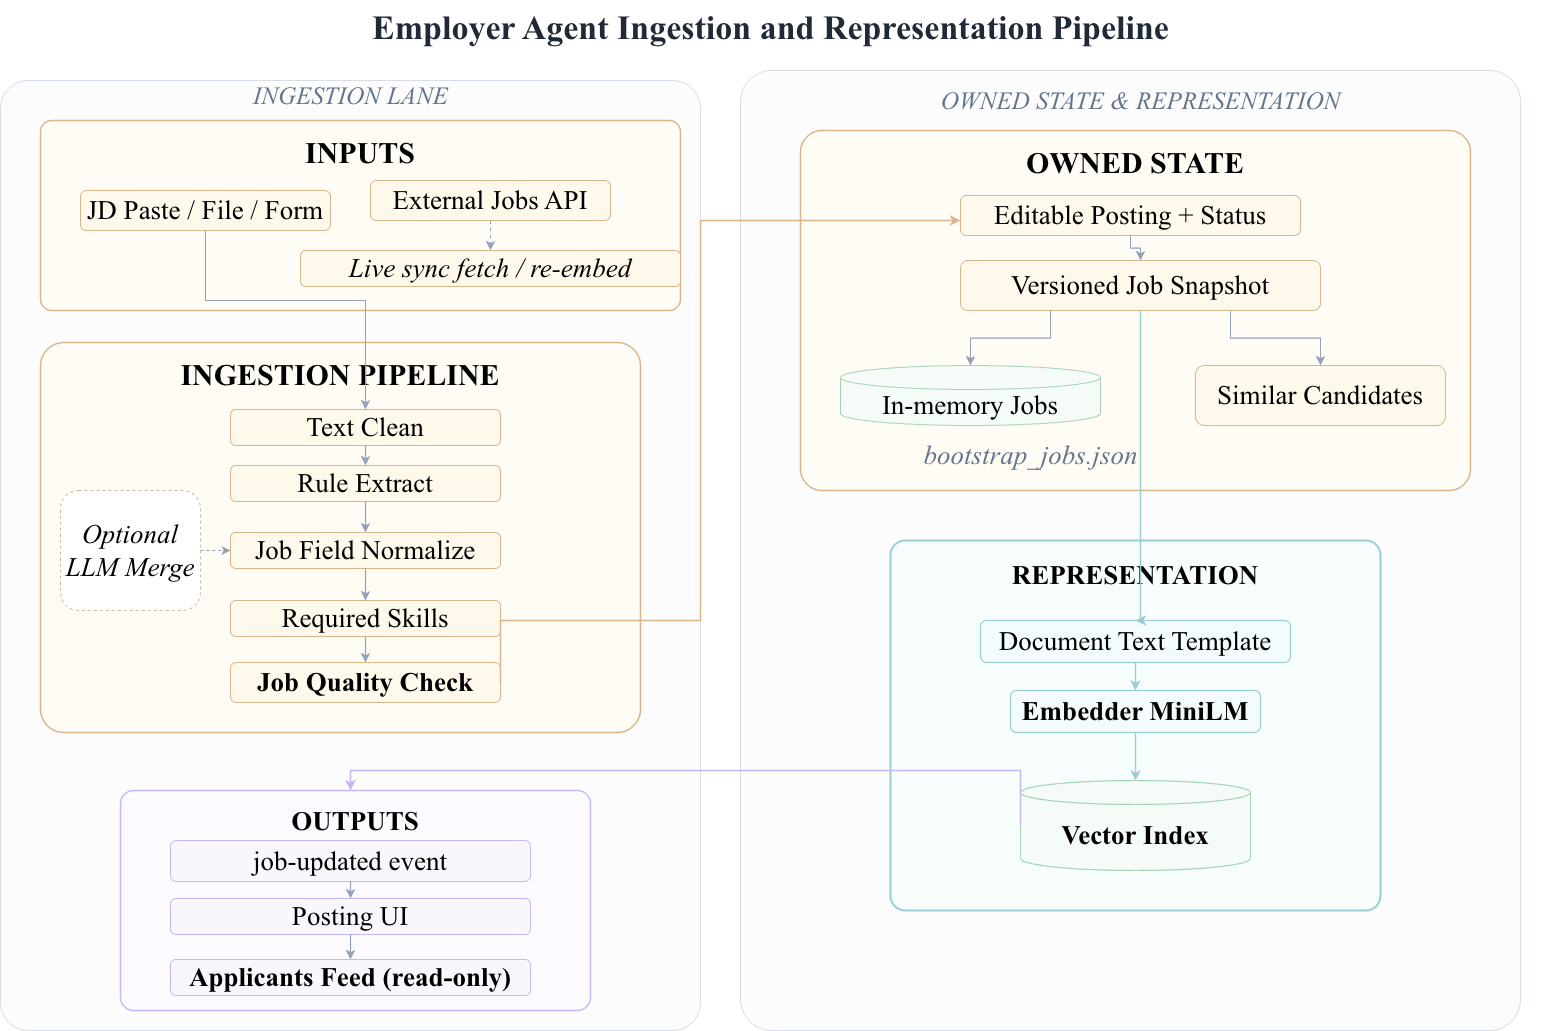 Employer Agent Ingestion and Representation Pipeline
INGESTION LANE
INPUTS
JD Paste / File / Form
External Jobs API
Live sync fetch / re-embed
INGESTION PIPELINE
Text Clean
Rule Extract
Optional
LLM Merge
Job Field Normalize
Required Skills
Job Quality Check
OUTPUTS
job-updated event
Posting UI
Applicants Feed (read-only)
OWNED STATE & REPRESENTATION
OWNED STATE
Editable Posting + Status
Versioned Job Snapshot
In-memory Jobs
Similar Candidates
bootstrap_jobs.json
REPRESENTATION
Document Text Template
Embedder MiniLM
Vector Index